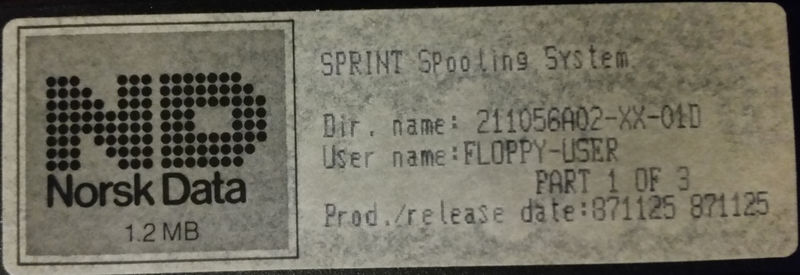 ND
Norsk Data
1.2 MB
SPRINT Spooling System
Dir. name: 211056A02-XX-01D
User name:FLOPPY-USER
PART 1 OF 3
Prod./release date:871125 871125